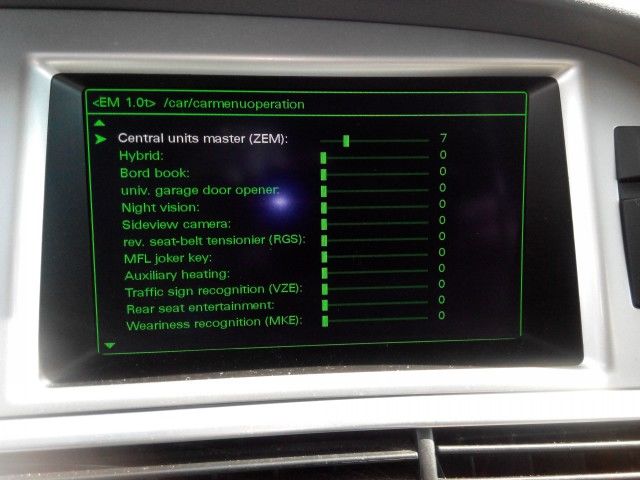 <EM 1.0t> /car/carmenuoperation
Central units master (ZEM): 7
Hybrid: 0
Bord book: 0
univ. garage door opener: 0
Night vision: 0
Sideview camera: 0
rev. seat-belt tensionier (RGS): 0
MFL joker key: 0
Auxiliary heating: 0
Traffic sign recognition (VZE): 0
Rear seat entertainment: 0
Weariness recognition (MKE): 0